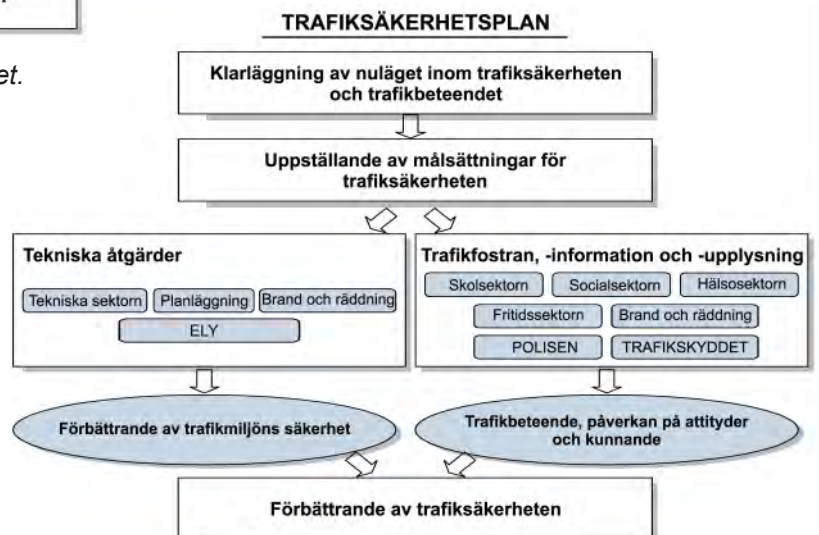 TRAFIKSÄKERHETSPLAN
et.
Klarläggning av nuläget inom trafiksäkerheten
och trafikbeteendet
Uppställande av målsättningar för
trafiksäkerheten
Tekniska åtgärder
Tekniska sektorn
Planläggning
Brand och räddning
ELY
Trafikfostran, -information och -upplysning
Skolsektorn
Socialsektorn
Hälsosektorn
Fritidssektorn
Brand och räddning
POLISEN
TRAFIKSKYDDET
Förbättrande av trafikmiljöns säkerhet
Trafikbeteende, påverkan på attityder
och kunnande
Förbättrande av trafiksäkerheten